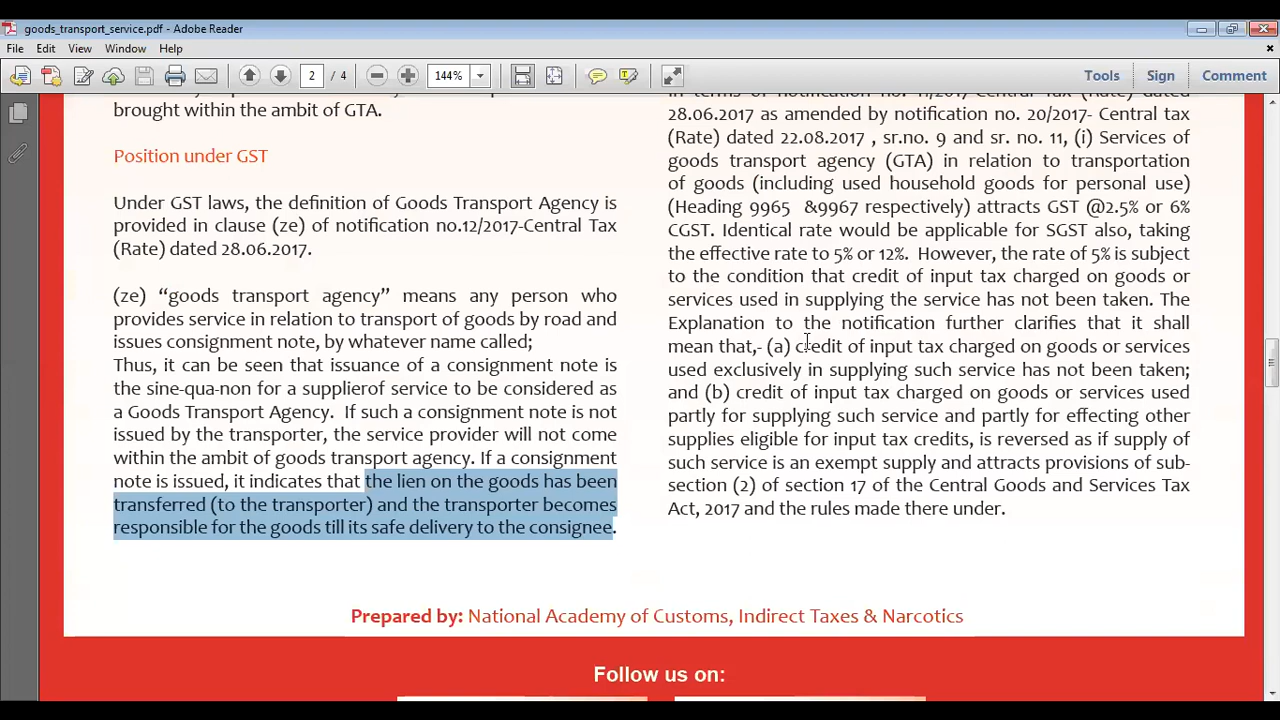 goods_transport_service.pdf - Adobe Reader
File Edit View Window Help
2 / 4 144% Tools Sign Comment
brought within the ambit of GTA.
Position under GST
Under GST laws, the definition of Goods Transport Agency is
provided in clause (ze) of notification no.12/2017-Central Tax
(Rate) dated 28.06.2017.
(ze) “goods transport agency” means any person who
provides service in relation to transport of goods by road and
issues consignment note, by whatever name called;
Thus, it can be seen that issuance of a consignment note is
the sine-qua-non for a supplierof service to be considered as
a Goods Transport Agency. If such a consignment note is not
issued by the transporter, the service provider will not come
within the ambit of goods transport agency. If a consignment
note is issued, it indicates that the lien on the goods has been
transferred (to the transporter) and the transporter becomes
responsible for the goods till its safe delivery to the consignee.
in terms of notification no. 11/2017-Central Tax (Rate) dated
28.06.2017 as amended by notification no. 20/2017- Central tax
(Rate) dated 22.08.2017 , sr.no. 9 and sr. no. 11, (i) Services of
goods transport agency (GTA) in relation to transportation
of goods (including used household goods for personal use)
(Heading 9965 &9967 respectively) attracts GST @2.5% or 6%
CGST. Identical rate would be applicable for SGST also, taking
the effective rate to 5% or 12%. However, the rate of 5% is subject
to the condition that credit of input tax charged on goods or
services used in supplying the service has not been taken. The
Explanation to the notification further clarifies that it shall
mean that,- (a) credit of input tax charged on goods or services
used exclusively in supplying such service has not been taken;
and (b) credit of input tax charged on goods or services used
partly for supplying such service and partly for effecting other
supplies eligible for input tax credits, is reversed as if supply of
such service is an exempt supply and attracts provisions of sub-
section (2) of section 17 of the Central Goods and Services Tax
Act, 2017 and the rules made there under.
Prepared by: National Academy of Customs, Indirect Taxes & Narcotics
Follow us on: